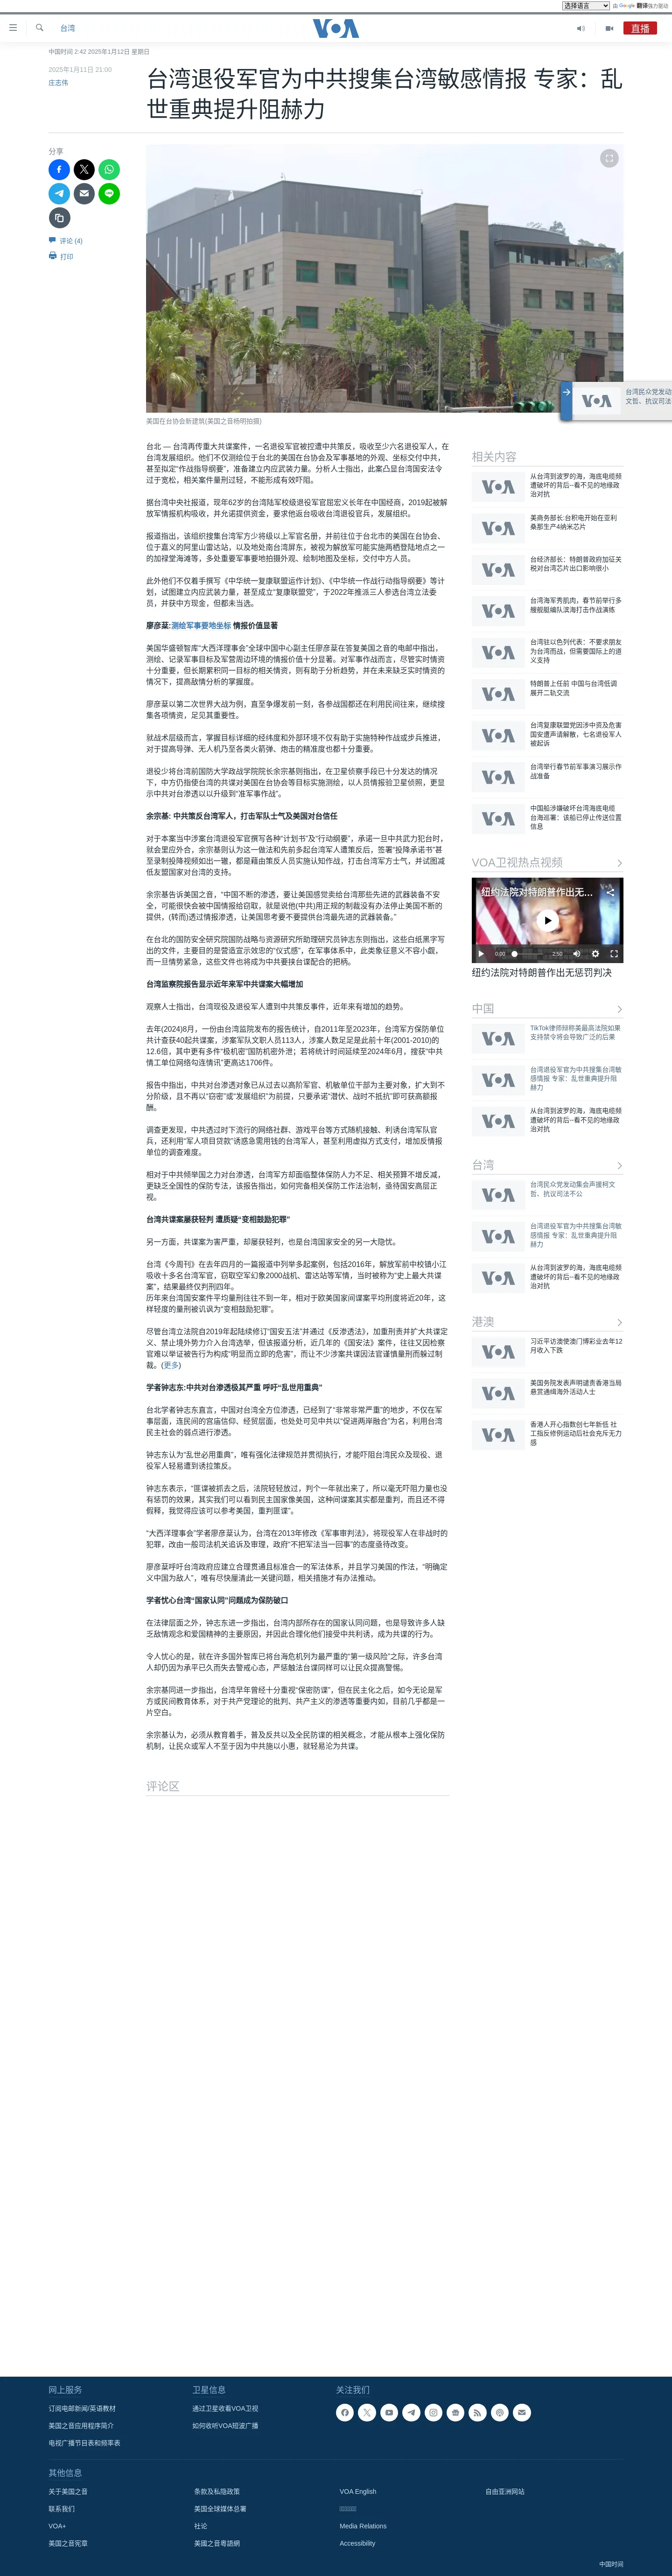 选择语言 由 Google 翻译强力驱动
台湾
VOA
直播
中国时间 2:42 2025年1月12日 星期日
2025年1月11日 21:00
庄志伟
台湾退役军官为中共搜集台湾敏感情报 专家：乱
世重典提升阻赫力
分享
评论 (4)
打印
美国在台协会新建筑(美国之音杨明拍摄)
台湾民众党发动
文哲、抗议司法
台北 — 台湾再传重大共谍案件，一名退役军官被控遭中共策反，吸收至少六名退役军人，在
台湾发展组织。他们不仅测绘位于台北的美国在台协会及军事基地的外观、坐标交付中共，
甚至拟定“作战指导纲要”，准备建立内应武装力量。分析人士指出，此案凸显台湾国安法令
过于宽松，相关案件量刑过轻，不能形成有效吓阻。
据台湾中央社报道，现年62岁的台湾陆军校级退役军官屈宏义长年在中国经商，2019起被解
放军情报机构吸收，并允诺提供资金，要求他返台吸收台湾退役官兵，发展组织。
报道指出，该组织搜集台湾军方少将级以上军官名册，并前往位于台北市的美国在台协会、
位于嘉义的阿里山雷达站，以及地处南台湾屏东，被视为解放军可能实施两栖登陆地点之一
的加禄堂海滩等，多处重要军事要地拍摄外观、绘制地图及坐标，交付中方人员。
此外他们不仅着手撰写《中华统一复康联盟运作计划》、《中华统一作战行动指导纲要》等计
划，试图建立内应武装力量，甚至成立“复康联盟党”，于2022年推派三人参选台湾立法委
员，并获中方现金，但都未当选。
廖彦棻:测绘军事要地坐标 情报价值显著
美国华盛顿智库“大西洋理事会”全球中国中心副主任廖彦棻在答复美国之音的电邮中指出，
测绘、记录军事目标及军营周边环境的情报价值十分显著。对军事作战而言，尽管实时情资
十分重要，但长期累积同一目标的相关情资，则有助于分析趋势，并在未来缺乏实时情资的
情况下，提高敌情分析的掌握度。
廖彦棻以第二次世界大战为例，直至争爆发前一刻，各参战国都还在利用民间往来，继续搜
集各项情资，足见其重要性。
就战术层级而言，掌握目标详细的经纬度和外部环境不仅有助于实施特种作战或步兵推进，
对于提高导弹、无人机乃至各类火箭弹、炮击的精准度也都十分重要。
退役少将台湾前国防大学政战学院院长余宗基则指出，在卫星侦察手段已十分发达的情况
下，中方仍指使台湾方的共谍对美国在台协会等目标实施测绘，以人员情报验卫星侦照，更显
示中共对台渗透以以升级到“准军事作战”。
余宗基: 中共策反台湾军人，打击军队士气及美国对台信任
对于本案当中涉案台湾退役军官撰写各种“计划书”及“行动纲要”，承诺一旦中共武力犯台时，
就会里应外合，余宗基则认为这一做法和先前多起台湾军人遭策反后，签署“投降承诺书”甚
至录制投降视频如出一辙，都是藉由策反人员实施认知作战，打击台湾军方士气，并试图减
低友盟国家对台湾的支持。
余宗基告诉美国之音，“中国不断的渗透，要让美国感觉卖给台湾那些先进的武器装备不安
全，可能很快会被中国情报给窃取，就是说他(中共)用正规的制裁没有办法停止美国不断的
提供，(转而)透过情报渗透，让美国思考要不要提供台湾最先进的武器装备。”
在台北的国防安全研究院国防战略与资源研究所助理研究员钟志东则指出，这些白纸黑字写
出的文件，主要目的是营造宣示效忠的“仪式感”，在军事体系当中，此类象征意义不容小觑，
而一旦情势紧急，这些文件也将成为中共要挟台谍配合的把柄。
台湾监察院报告显示近年来军中共谍案大幅增加
观察人士指出，台湾现役及退役军人遭到中共策反事件，近年来有增加的趋势。
去年(2024)8月，一份由台湾监院发布的报告统计，自2011年至2023年，台湾军方保防单位
共计查获40起共谍案，涉案军队文职人员113人，涉案人数足足是此前十年(2001-2010)的
12.6倍，其中更有多件“极机密”国防机密外泄；若将统计时间延续至2024年6月，搜获“中共
情工单位网络勾连情讯”更高达1706件。
报告中指出，中共对台渗透对象已从过去以高阶军官、机敏单位干部为主要对象，扩大到不
分阶级，且不再以“窃密”或“发展组织”为前提，只要承诺“潜伏、战时不抵抗”即可获高额报
酬。
调查更发现，中共透过时下流行的网络社群、游戏平台等方式随机接触、利诱台湾军队官
兵，还利用“军人项目贷款”诱惑急需用钱的台湾军人，甚至利用虚拟方式支付，增加反情报
单位的调查难度。
相对于中共倾举国之力对台渗透，台湾军方却面临整体保防人力不足、相关预算不增反减，
更缺乏全国性的保防专法，该报告指出，如何完备相关保防工作法治制，亟待国安高层正
视。
台湾共谍案屡获轻判 遭质疑“变相鼓励犯罪”
另一方面，共谍案为害严重，却屡获轻判，也是台湾国家安全的另一大隐忧。
台湾《今周刊》在去年四月的一篇报道中列举多起案例，包括2016年，解放军前中校镇小江
吸收十多名台湾军官，窃取空军幻象2000战机、雷达站等军情，当时被称为“史上最大共谍
案”，结果最终仅判刑四年。
历年来台湾国安案件平均量刑往往不到一年，相对于欧美国家间谍案平均刑度将近20年，这
样轻度的量刑被讥讽为“变相鼓励犯罪”。
尽管台湾立法院自2019年起陆续修订“国安五法”并通过《反渗透法》，加重刑责并扩大共谍定
义、禁止境外势力介入台湾选举，但该报道分析，近几年的《国安法》案件，往往又因检察
官难以举证被告行为构成“明显而立即的危害”，而让不少涉案共谍因法官谨慎量刑而躲过制
裁。(更多)
学者钟志东:中共对台渗透极其严重 呼吁“乱世用重典”
台北学者钟志东直言，中国对台湾全方位渗透，已经到了“非常非常严重”的地步，不仅在军
事层面，连民间的宫庙信仰、经贸层面，也处处可见中共以“促进两岸融合”为名，利用台湾
民主社会的弱点进行渗透。
钟志东认为“乱世必用重典”，唯有强化法律规范并贯彻执行，才能吓阻台湾民众及现役、退
役军人轻易遭到诱拉策反。
钟志东表示，“匪谍被抓去之后，法院轻轻放过，判个一年就出来了，所以毫无吓阻力量也没
有惩罚的效果，其实我们可以看到民主国家像美国，这种间谍案其实都是重判，而且还不得
假释，我觉得应该可以参考美国，重判匪谍”。
“大西洋理事会”学者廖彦棻认为，台湾在2013年修改《军事审判法》，将现役军人在非战时的
犯罪，改由一般司法机关追诉及审理，政府“不把军法当一回事”的态度亟待改变。
廖彦棻呼吁台湾政府应建立合理贯通且标准合一的军法体系，并且学习美国的作法，“明确定
义中国为敌人”，唯有尽快厘清此一关键问题，相关措施才有办法推动。
学者忧心台湾“国家认同”问题成为保防破口
在法律层面之外，钟志东进一步指出，台湾内部所存在的国家认同问题，也是导致许多人缺
乏敌情观念和爱国精神的主要原因，并因此合理化他们接受中共利诱，成为共谍的行为。
令人忧心的是，就在许多国外智库已将台海危机列为最严重的“第一级风险”之际，许多台湾
人却仍因为承平已久而失去警戒心态，严惩触法台谍同样可以让民众提高警惕。
余宗基同进一步指出，台湾早年曾经十分重视“保密防谍”，但在民主化之后，如今无论是军
方或民间教育体系，对于共产党理论的批判、共产主义的渗透等重要内如，目前几乎都是一
片空白。
余宗基认为，必须从教育着手，普及反共以及全民防谍的相关概念，才能从根本上强化保防
机制，让民众或军人不至于因为中共施以小惠，就轻易沦为共谍。
评论区
相关内容
从台湾到波罗的海，海底电缆频
遭破坏的背后–看不见的地缘政
治对抗
美商务部长:台积电开始在亚利
桑那生产4纳米芯片
台经济部长：特朗普政府加征关
税对台湾芯片出口影响很小
台湾海军秀肌肉，春节前举行多
艘舰艇编队滨海打击作战演练
台湾驻以色列代表：不要求朋友
为台湾而战，但需要国际上的道
义支持
特朗普上任前 中国与台湾低调
展开二轨交流
台湾复康联盟党因涉中资及危害
国安遭声请解散，七名退役军人
被起诉
台湾举行春节前军事演习展示作
战准备
中国船涉嫌破坏台湾海底电缆
台海巡署：该船已停止传送位置
信息
VOA卫视热点视频
纽约法院对特朗普作出无...
0:00 2:50
纽约法院对特朗普作出无惩罚判决
中国
TikTok律师辩称美最高法院如果
支持禁令将会导致广泛的后果
台湾退役军官为中共搜集台湾敏
感情报 专家：乱世重典提升阻
赫力
从台湾到波罗的海，海底电缆频
遭破坏的背后–看不见的地缘政
治对抗
台湾
台湾民众党发动集会声援柯文
哲、抗议司法不公
台湾退役军官为中共搜集台湾敏
感情报 专家：乱世重典提升阻
赫力
从台湾到波罗的海，海底电缆频
遭破坏的背后–看不见的地缘政
治对抗
港澳
习近平访澳使澳门博彩业去年12
月收入下跌
美国务院发表声明谴责香港当局
悬赏通缉海外活动人士
香港人开心指数创七年新低 社
工指反修例运动后社会充斥无力
感
网上服务
订阅电邮新闻/英语教材
美国之音应用程序简介
电视广播节目表和频率表
卫星信息
通过卫星收看VOA卫视
如何收听VOA短波广播
关注我们
其他信息
关于美国之音
联系我们
VOA+
美国之音宪章
条款及私隐政策
美国全球媒体总署
社论
美國之音粵語網
VOA English
Media Relations
Accessibility
自由亚洲网站
中国时间